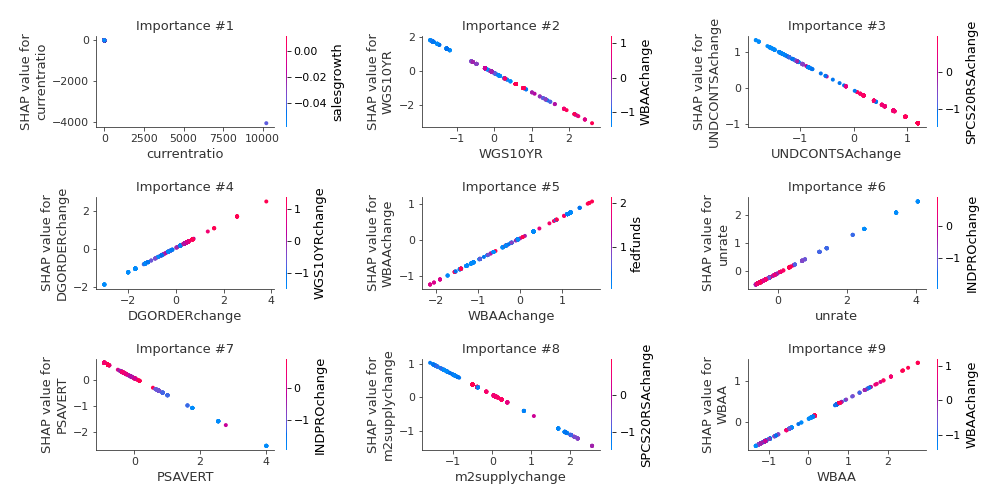 Importance #1
SHAP value for
currentratio
0
−2000
−4000
0
2500
5000
7500
10000
currentratio
0.00
−0.02
−0.04
salesgrowth
Importance #2
SHAP value for
WGS10YR
2
0
−2
−1
0
1
2
WGS10YR
1
0
−1
WBAAchange
Importance #3
SHAP value for
UNDCONTSAchange
1
0
−1
−1
0
1
UNDCONTSAchange
0
−1
SPCS20RSAchange
Importance #4
SHAP value for
DGORDERchange
2
0
−2
−2
0
2
4
DGORDERchange
1
0
−1
WGS10YRchange
Importance #5
SHAP value for
WBAAchange
1
0
−1
−2
−1
0
1
WBAAchange
2
1
fedfunds
Importance #6
SHAP value for
unrate
2
1
0
0
2
4
unrate
0
−1
INDPROchange
Importance #7
SHAP value for
PSAVERT
0
−1
−2
0
2
4
PSAVERT
0
−1
INDPROchange
Importance #8
SHAP value for
m2supplychange
1
0
−1
−1
0
1
2
m2supplychange
0
−1
SPCS20RSAchange
Importance #9
SHAP value for
WBAA
1
0
−1
0
1
2
WBAA
1
0
−1
WBAAchange